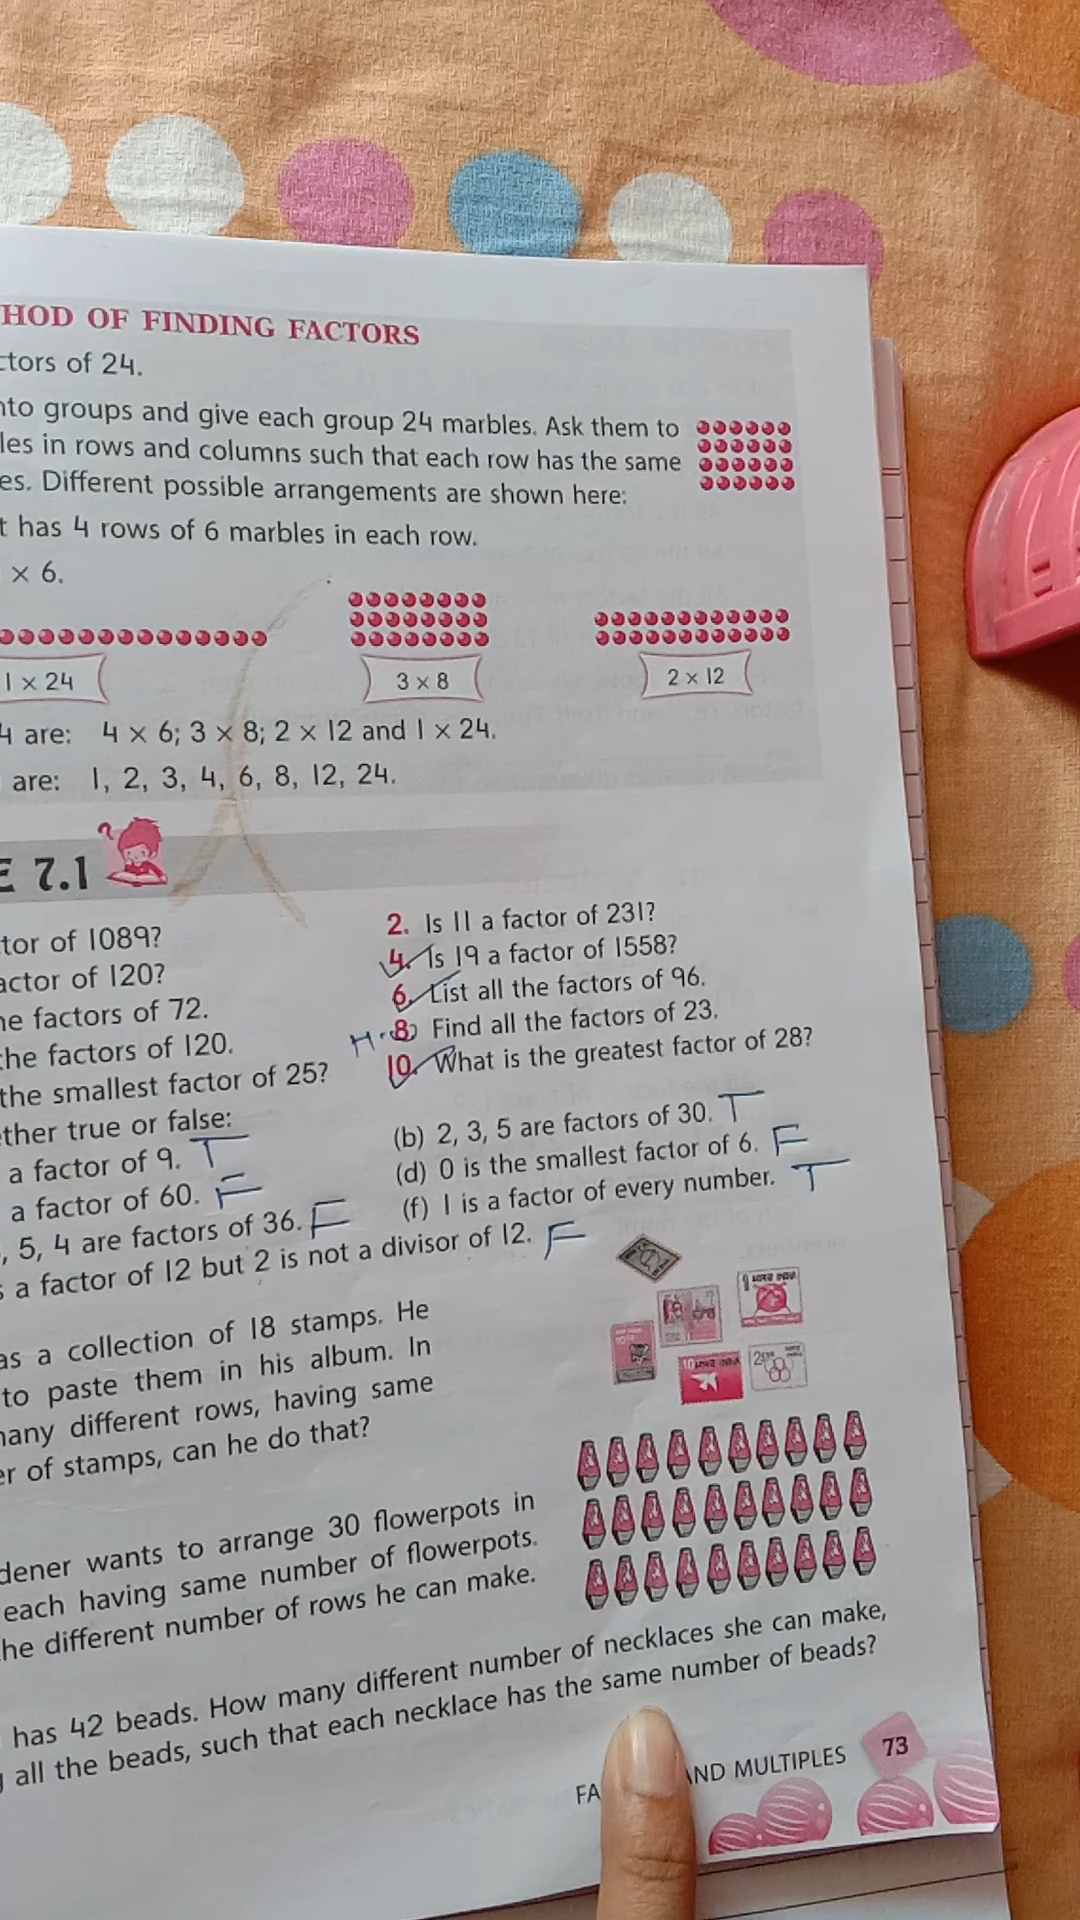 HOD OF FINDING FACTORS
ctors of 24.
nto groups and give each group 24 marbles. Ask them to
les in rows and columns such that each row has the same
es. Different possible arrangements are shown here:
t has 4 rows of 6 marbles in each row.
× 6.
1 × 24
3 × 8
2 × 12
4 are: 4 × 6; 3 × 8; 2 × 12 and 1 × 24.
are: 1, 2, 3, 4, 6, 8, 12, 24.
E 7.1
tor of 1089?
2. Is 11 a factor of 231?
actor of 120?
4. Is 19 a factor of 1558?
he factors of 72.
6. List all the factors of 96.
the factors of 120.
H.W 8. Find all the factors of 23.
the smallest factor of 25?
10. What is the greatest factor of 28?
ther true or false:
a factor of 9. T
(b) 2, 3, 5 are factors of 30. T
a factor of 60. F
(d) 0 is the smallest factor of 6. F
, 5, 4 are factors of 36. F
(f) 1 is a factor of every number. T
s a factor of 12 but 2 is not a divisor of 12. F
as a collection of 18 stamps. He
to paste them in his album. In
many different rows, having same
er of stamps, can he do that?
dener wants to arrange 30 flowerpots in
each having same number of flowerpots.
he different number of rows he can make.
has 42 beads. How many different number of necklaces she can make,
g all the beads, such that each necklace has the same number of beads?
FA AND MULTIPLES 73